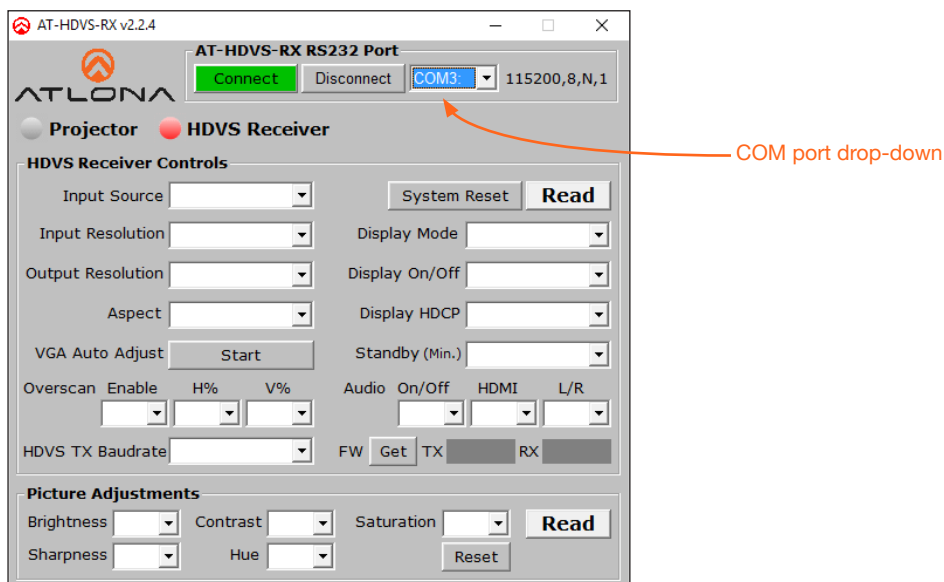 AT-HDVS-RX v2.2.4
AT-HDVS-RX RS232 Port
Connect Disconnect COM3: 115200,8,N,1
ATLONA
Projector HDVS Receiver
COM port drop-down
HDVS Receiver Controls
Input Source System Reset Read
Input Resolution Display Mode
Output Resolution Display On/Off
Aspect Display HDCP
VGA Auto Adjust Start Standby (Min.)
Overscan Enable H% V% Audio On/Off HDMI L/R
HDVS TX Baudrate FW Get TX RX
Picture Adjustments
Brightness Contrast Saturation Read
Sharpness Hue Reset